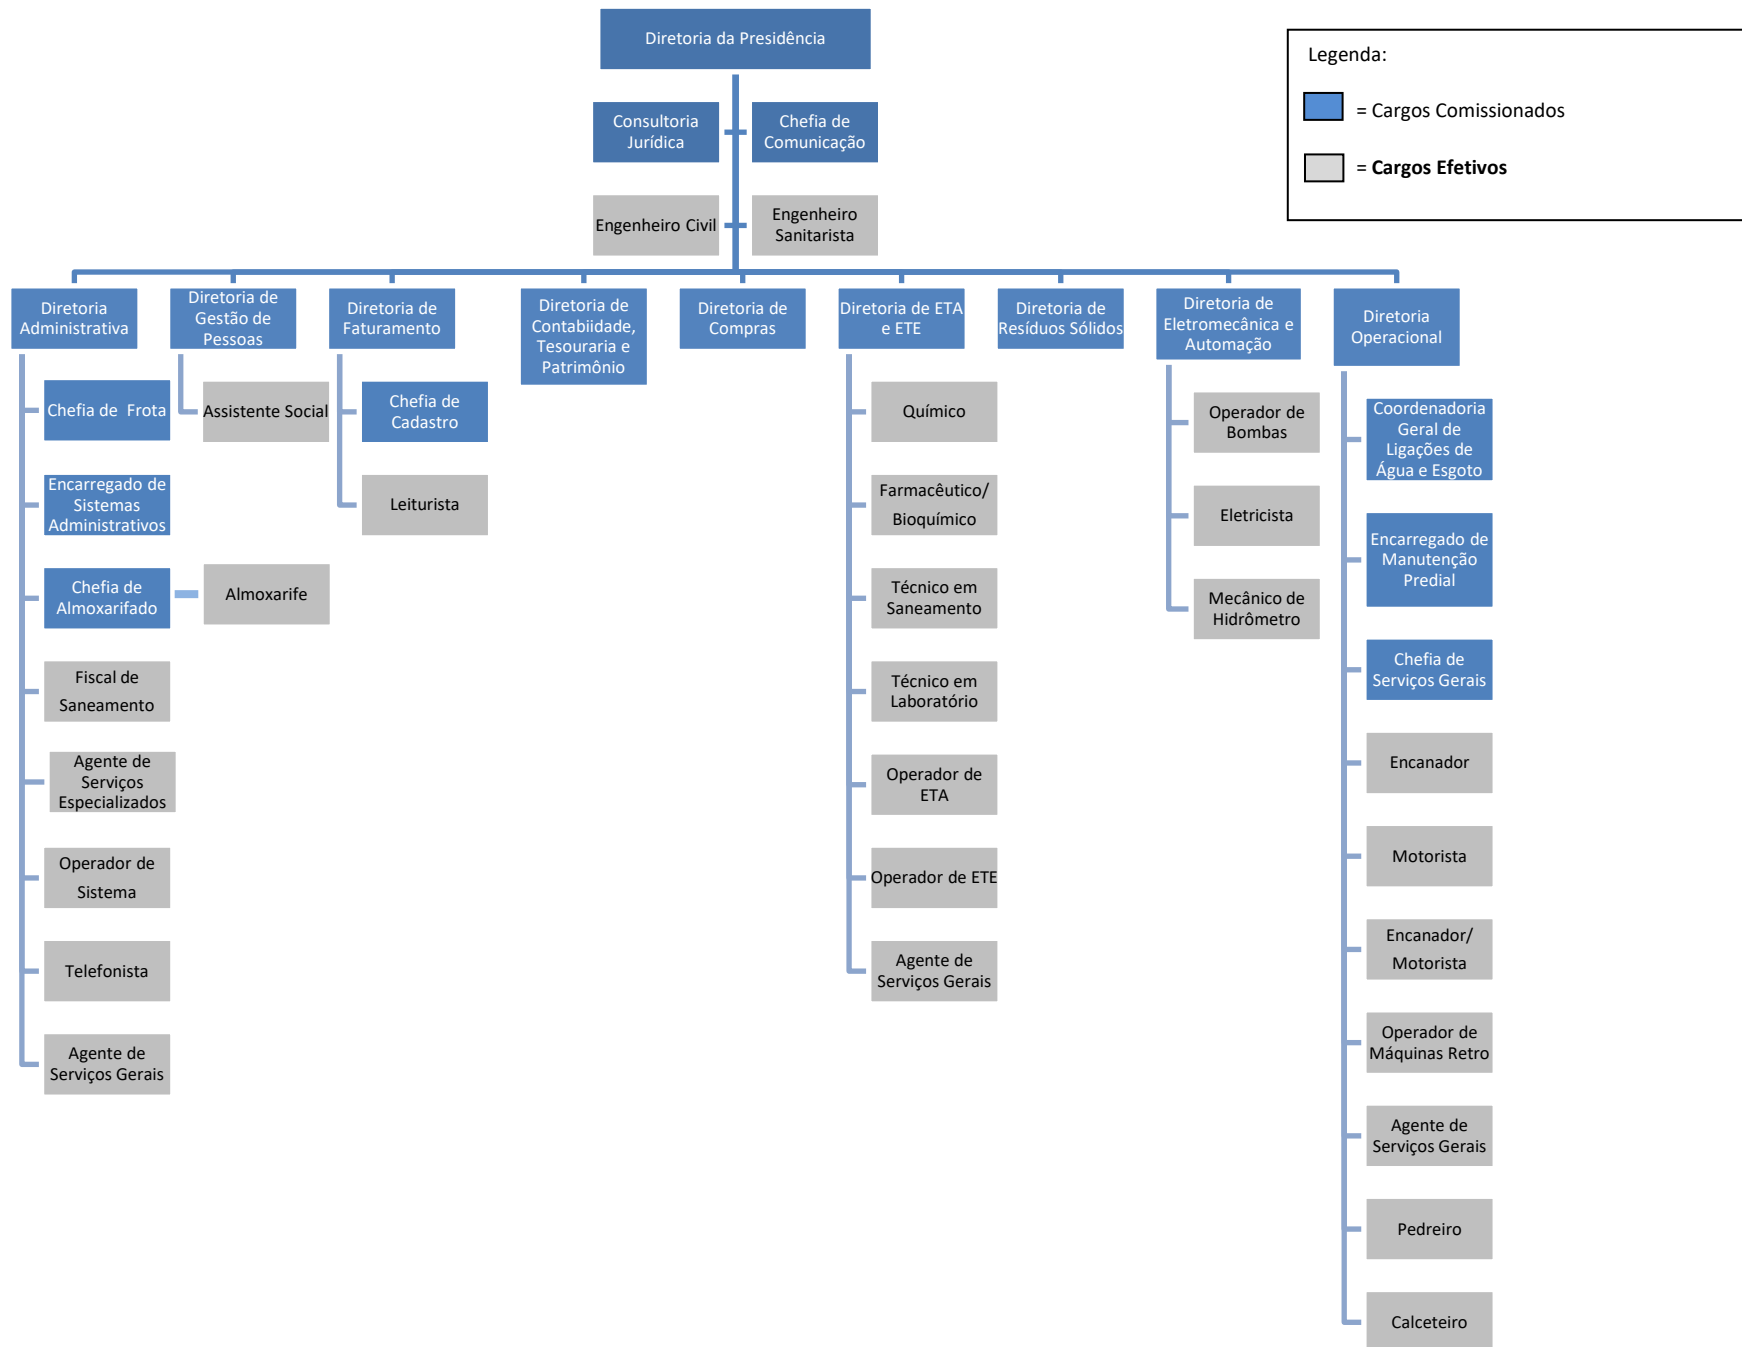 Diretoria da Presidência
Legenda:
= Cargos Comissionados
= Cargos Efetivos
Consultoria
Jurídica
Chefia de
Comunicação
Engenheiro Civil
Engenheiro
Sanitarista
Diretoria
Administrativa
Diretoria de
Gestão de
Pessoas
Diretoria de
Faturamento
Diretoria de
Contabiidade,
Tesouraria e
Patrimônio
Diretoria de
Compras
Diretoria de ETA
e ETE
Diretoria de
Resíduos Sólidos
Diretoria de
Eletromecânica e
Automação
Diretoria
Operacional
Chefia de Frota
Encarregado de
Sistemas
Administrativos
Chefia de
Almoxarifado
Almoxarife
Fiscal de
Saneamento
Agente de
Serviços
Especializados
Operador de
Sistema
Telefonista
Agente de
Serviços Gerais
Assistente Social
Chefia de
Cadastro
Leiturista
Químico
Farmacêutico/
Bioquímico
Técnico em
Saneamento
Técnico em
Laboratório
Operador de
ETA
Operador de ETE
Agente de
Serviços Gerais
Operador de
Bombas
Eletricista
Mecânico de
Hidrômetro
Coordenadoria
Geral de
Ligações de
Água e Esgoto
Encarregado de
Manutenção
Predial
Chefia de
Serviços Gerais
Encanador
Motorista
Encanador/
Motorista
Operador de
Máquinas Retro
Agente de
Serviços Gerais
Pedreiro
Calceteiro